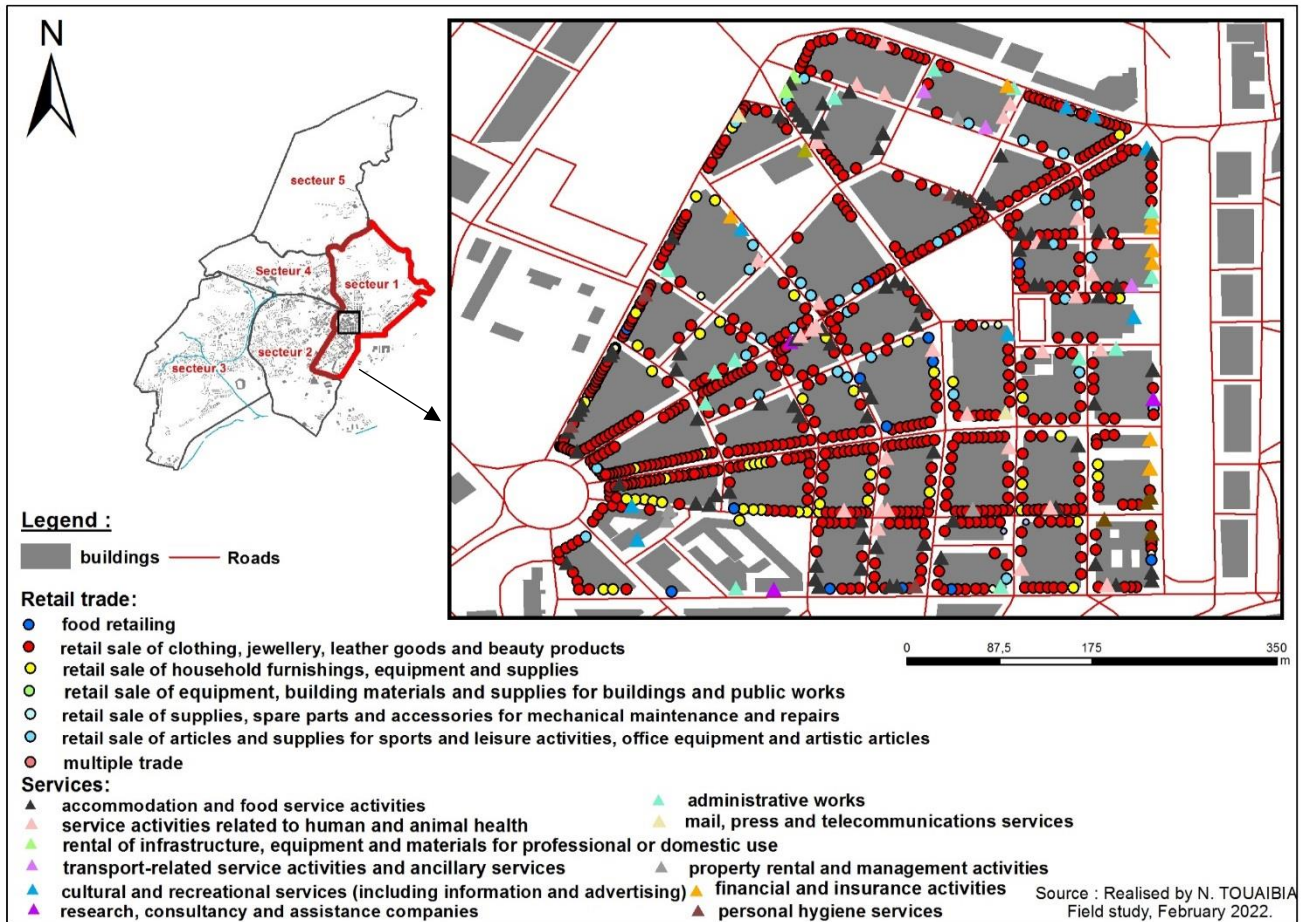 N
secteur 5
Secteur 4
secteur 1
secteur 2
secteur 3
Legend :
buildings
Roads
0 87,5 175 350
m
Retail trade:
food retailing
retail sale of clothing, jewellery, leather goods and beauty products
retail sale of household furnishings, equipment and supplies
retail sale of equipment, building materials and supplies for buildings and public works
retail sale of supplies, spare parts and accessories for mechanical maintenance and repairs
retail sale of articles and supplies for sports and leisure activities, office equipment and artistic articles
multiple trade
Services:
accommodation and food service activities
service activities related to human and animal health
rental of infrastructure, equipment and materials for professional or domestic use
transport-related service activities and ancillary services
cultural and recreational services (including information and advertising)
research, consultancy and assistance companies
administrative works
mail, press and telecommunications services
property rental and management activities
financial and insurance activities
personal hygiene services
Source : Realised by N. TOUAIBIA
Field study, February 2022.